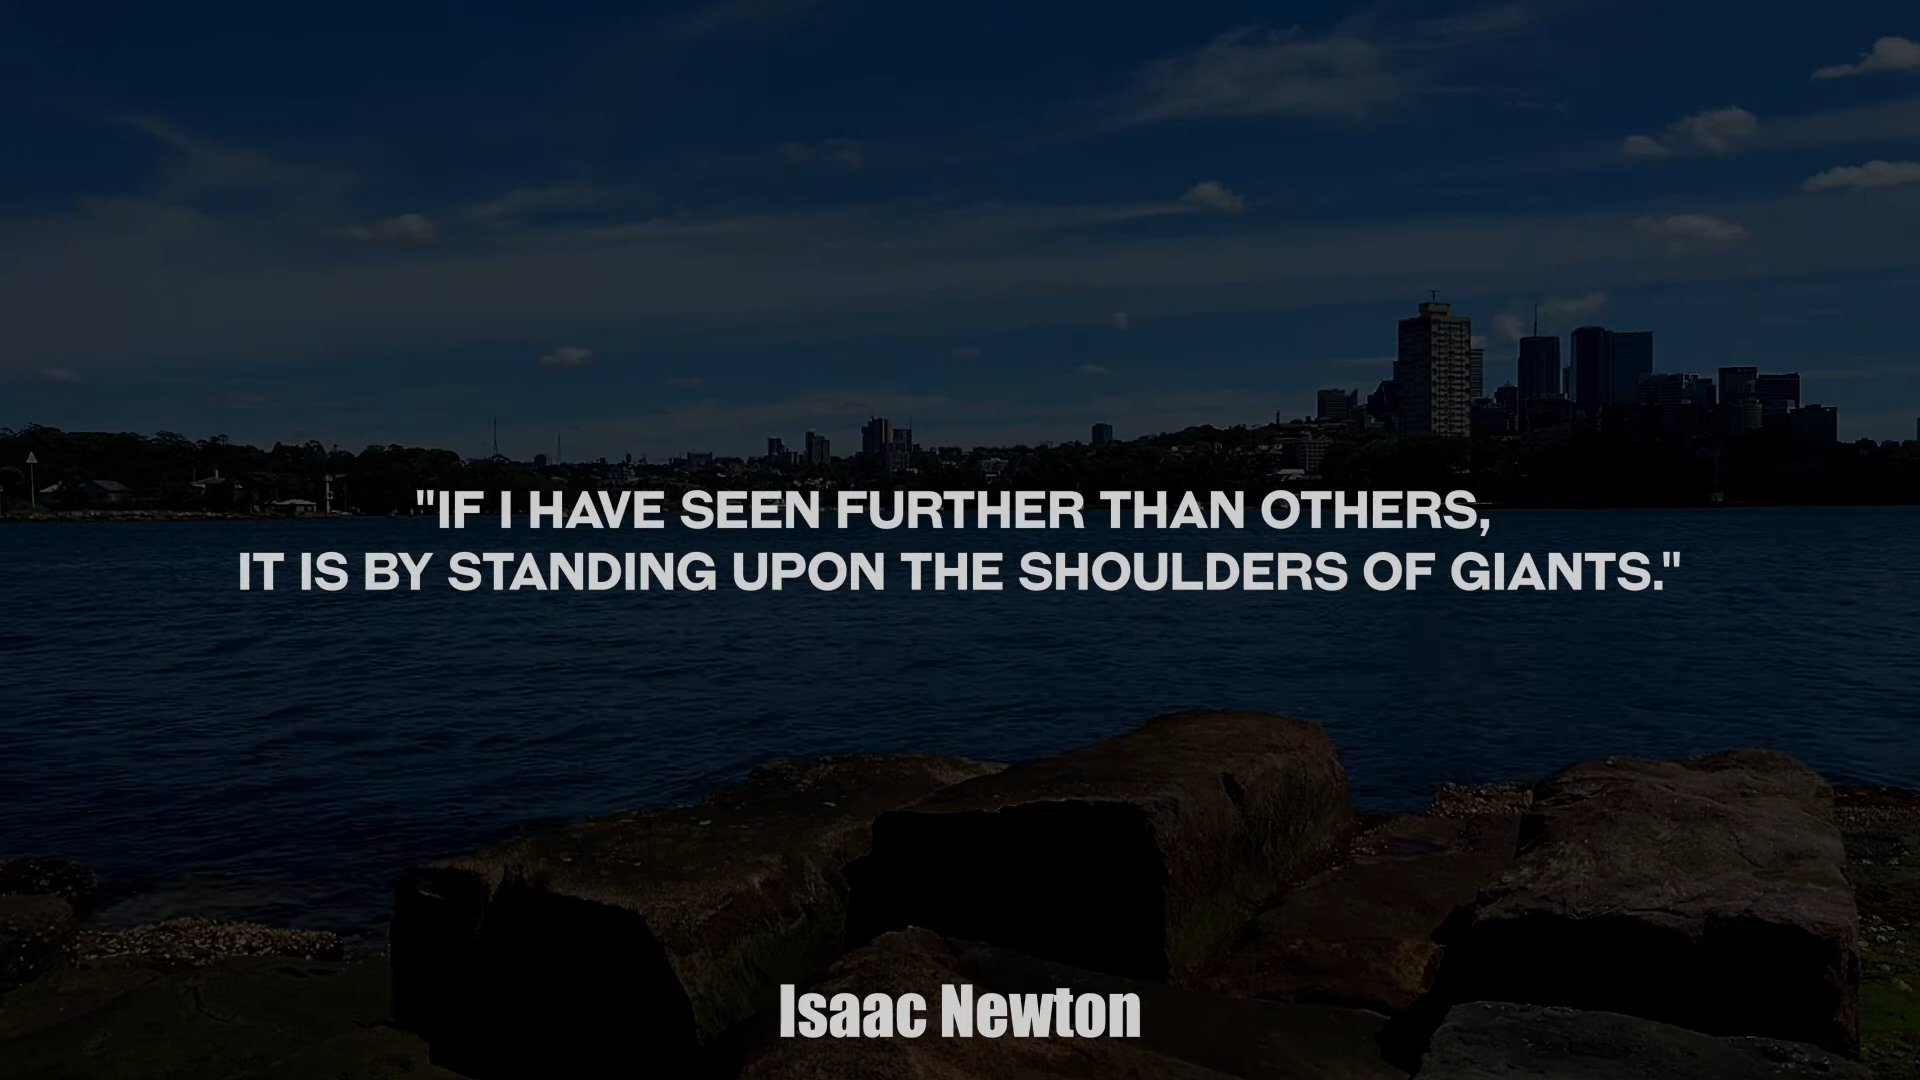 "IF I HAVE SEEN FURTHER THAN OTHERS,
IT IS BY STANDING UPON THE SHOULDERS OF GIANTS."
Isaac Newton